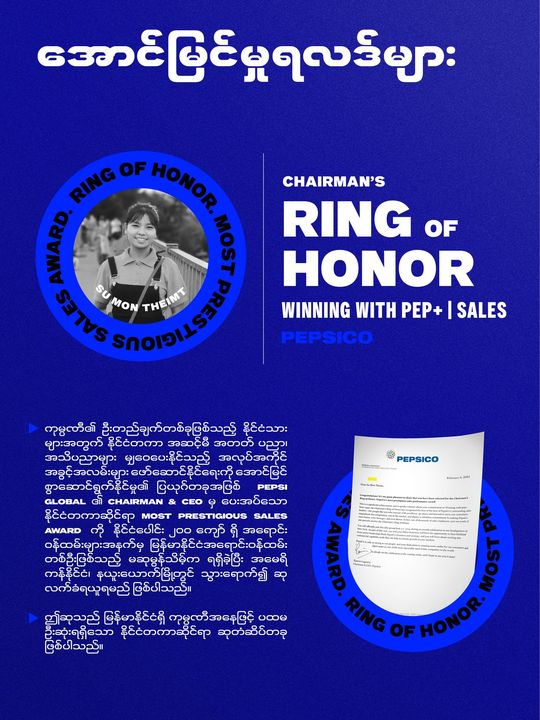 အောင်မြင်မှုရလဒ်များ
RING OF HONOR. MOST PRESTIGIOUS SALES AWARD.
SU MON THEIMT
CHAIRMAN'S
RING OF
HONOR
WINNING WITH PEP+ | SALES
PEPSICO
ကုမ္ပဏီ၏ ဦးတည်ချက်တစ်ခုဖြစ်သည့် နိုင်ငံသား
များအတွက် နိုင်ငံတကာ အဆင့်မီ အတတ် ပညာ၊
အသိပညာများ မျှဝေပေးနိုင်သည့် အလုပ်အကိုင်
အခွင့်အလမ်းများ ဖော်ဆောင်နိုင်ရေးကို အောင်မြင်
စွာဆောင်ရွက်နိုင်မှု၏ ပြယုဂ်တခုအဖြစ် PEPSI
GLOBAL ၏ CHAIRMAN & CEO မှ ပေးအပ်သော
နိုင်ငံတကာဆိုင်ရာ MOST PRESTIGIOUS SALES
AWARD ကို နိုင်ငံပေါင်း ၂၀၀ ကျော် ရှိ အရောင်း
ဝန်ထမ်းများအနက်မှ မြန်မာနိုင်ငံအရောင်းဝန်ထမ်း
တစ်ဦးဖြစ်သည့် မဆုမွန်သိမ့်က ရရှိခဲ့ပြီး အမေရိ
ကန်နိုင်ငံ၊ နယူးယောက်မြို့တွင် သွားရောက်၍ ဆု
လက်ခံရယူရမည် ဖြစ်ပါသည်။
ဤဆုသည် မြန်မာနိုင်ငံရှိ ကုမ္ပဏီအနေဖြင့် ပထမ
ဦးဆုံးရရှိသော နိုင်ငံတကာဆိုင်ရာ ဆုတံဆိပ်တခု
ဖြစ်ပါသည်။
PEPSICO
AWARD. RING OF HONOR. MOST PR